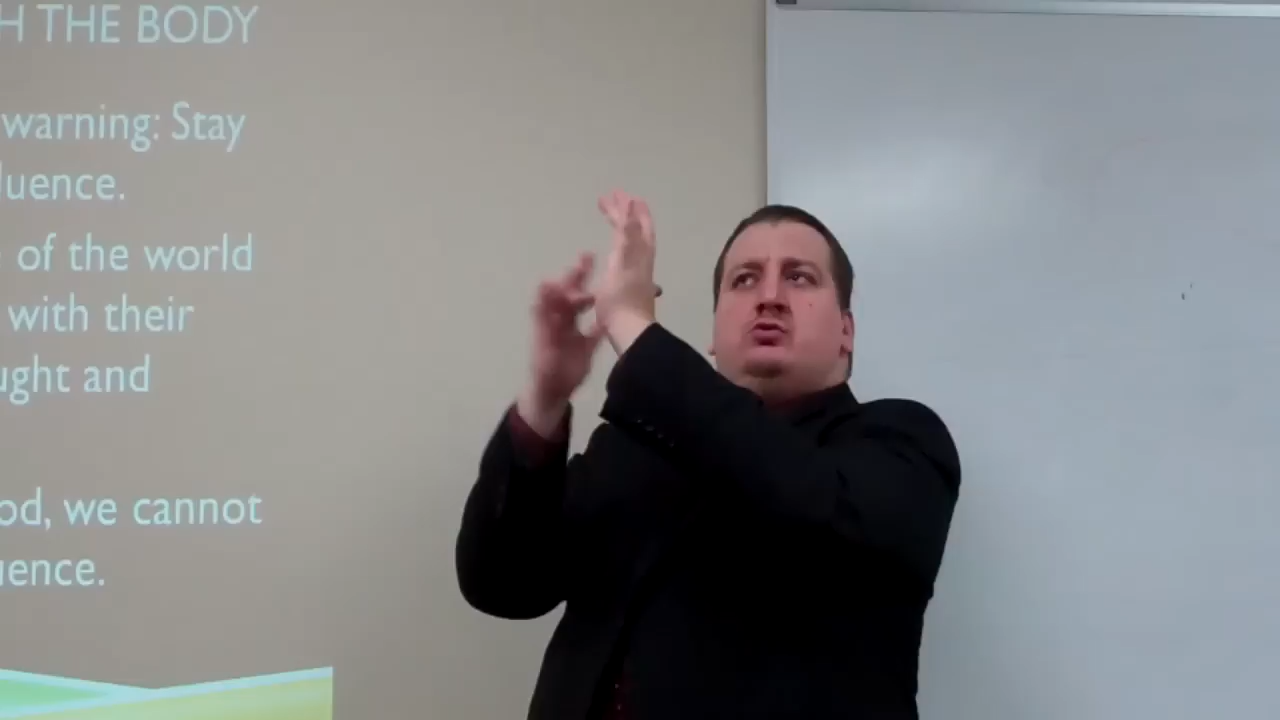 H THE BODY
warning: Stay
luence.
of the world
with their
ught and
od, we cannot
uence.